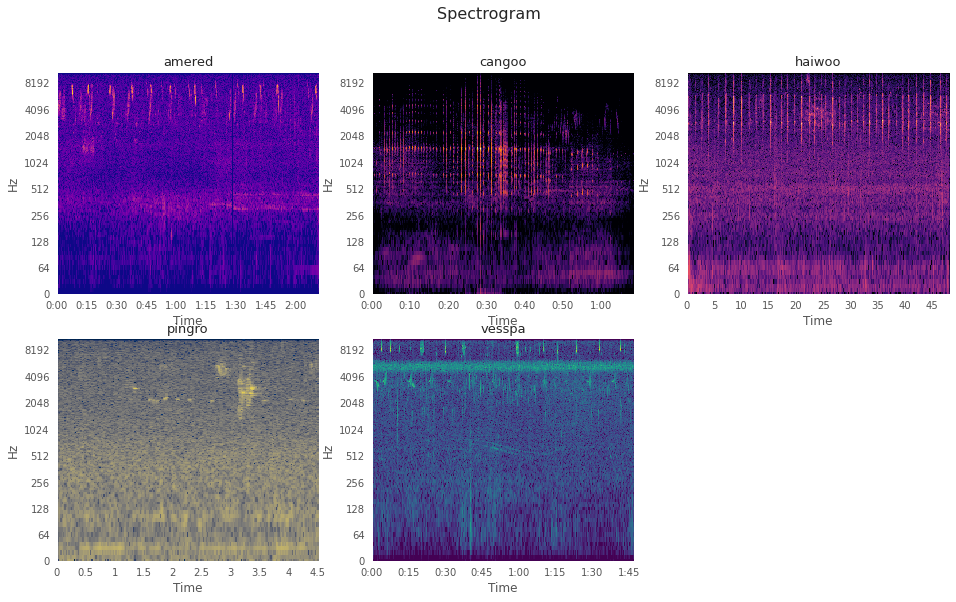 Spectrogram
amered
cangoo
haiwoo
8192
4096
2048
1024
512
256
128
64
0
Hz
0:00 0:15 0:30 0:45 1:00 1:15 1:30 1:45 2:00
Time
8192
4096
2048
1024
512
256
128
64
0
Hz
0:00 0:10 0:20 0:30 0:40 0:50 1:00
Time
8192
4096
2048
1024
512
256
128
64
0
Hz
0 5 10 15 20 25 30 35 40 45
Time
pingro
vesspa
8192
4096
2048
1024
512
256
128
64
0
Hz
0 0.5 1 1.5 2 2.5 3 3.5 4 4.5
Time
8192
4096
2048
1024
512
256
128
64
0
Hz
0:00 0:15 0:30 0:45 1:00 1:15 1:30 1:45
Time